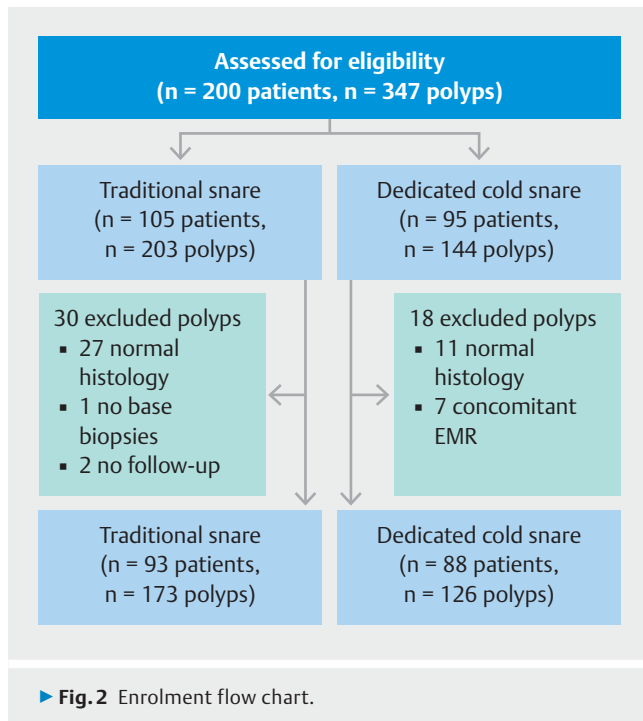 Assessed for eligibility
(n = 200 patients, n = 347 polyps)
Traditional snare
(n = 105 patients,
n = 203 polyps)
Dedicated cold snare
(n = 95 patients,
n = 144 polyps)
30 excluded polyps
▪ 27 normal
histology
▪ 1 no base
biopsies
▪ 2 no follow-up
18 excluded polyps
▪ 11 normal
histology
▪ 7 concomitant
EMR
Traditional snare
(n = 93 patients,
n = 173 polyps)
Dedicated cold snare
(n = 88 patients,
n = 126 polyps)
▶ Fig. 2 Enrolment flow chart.